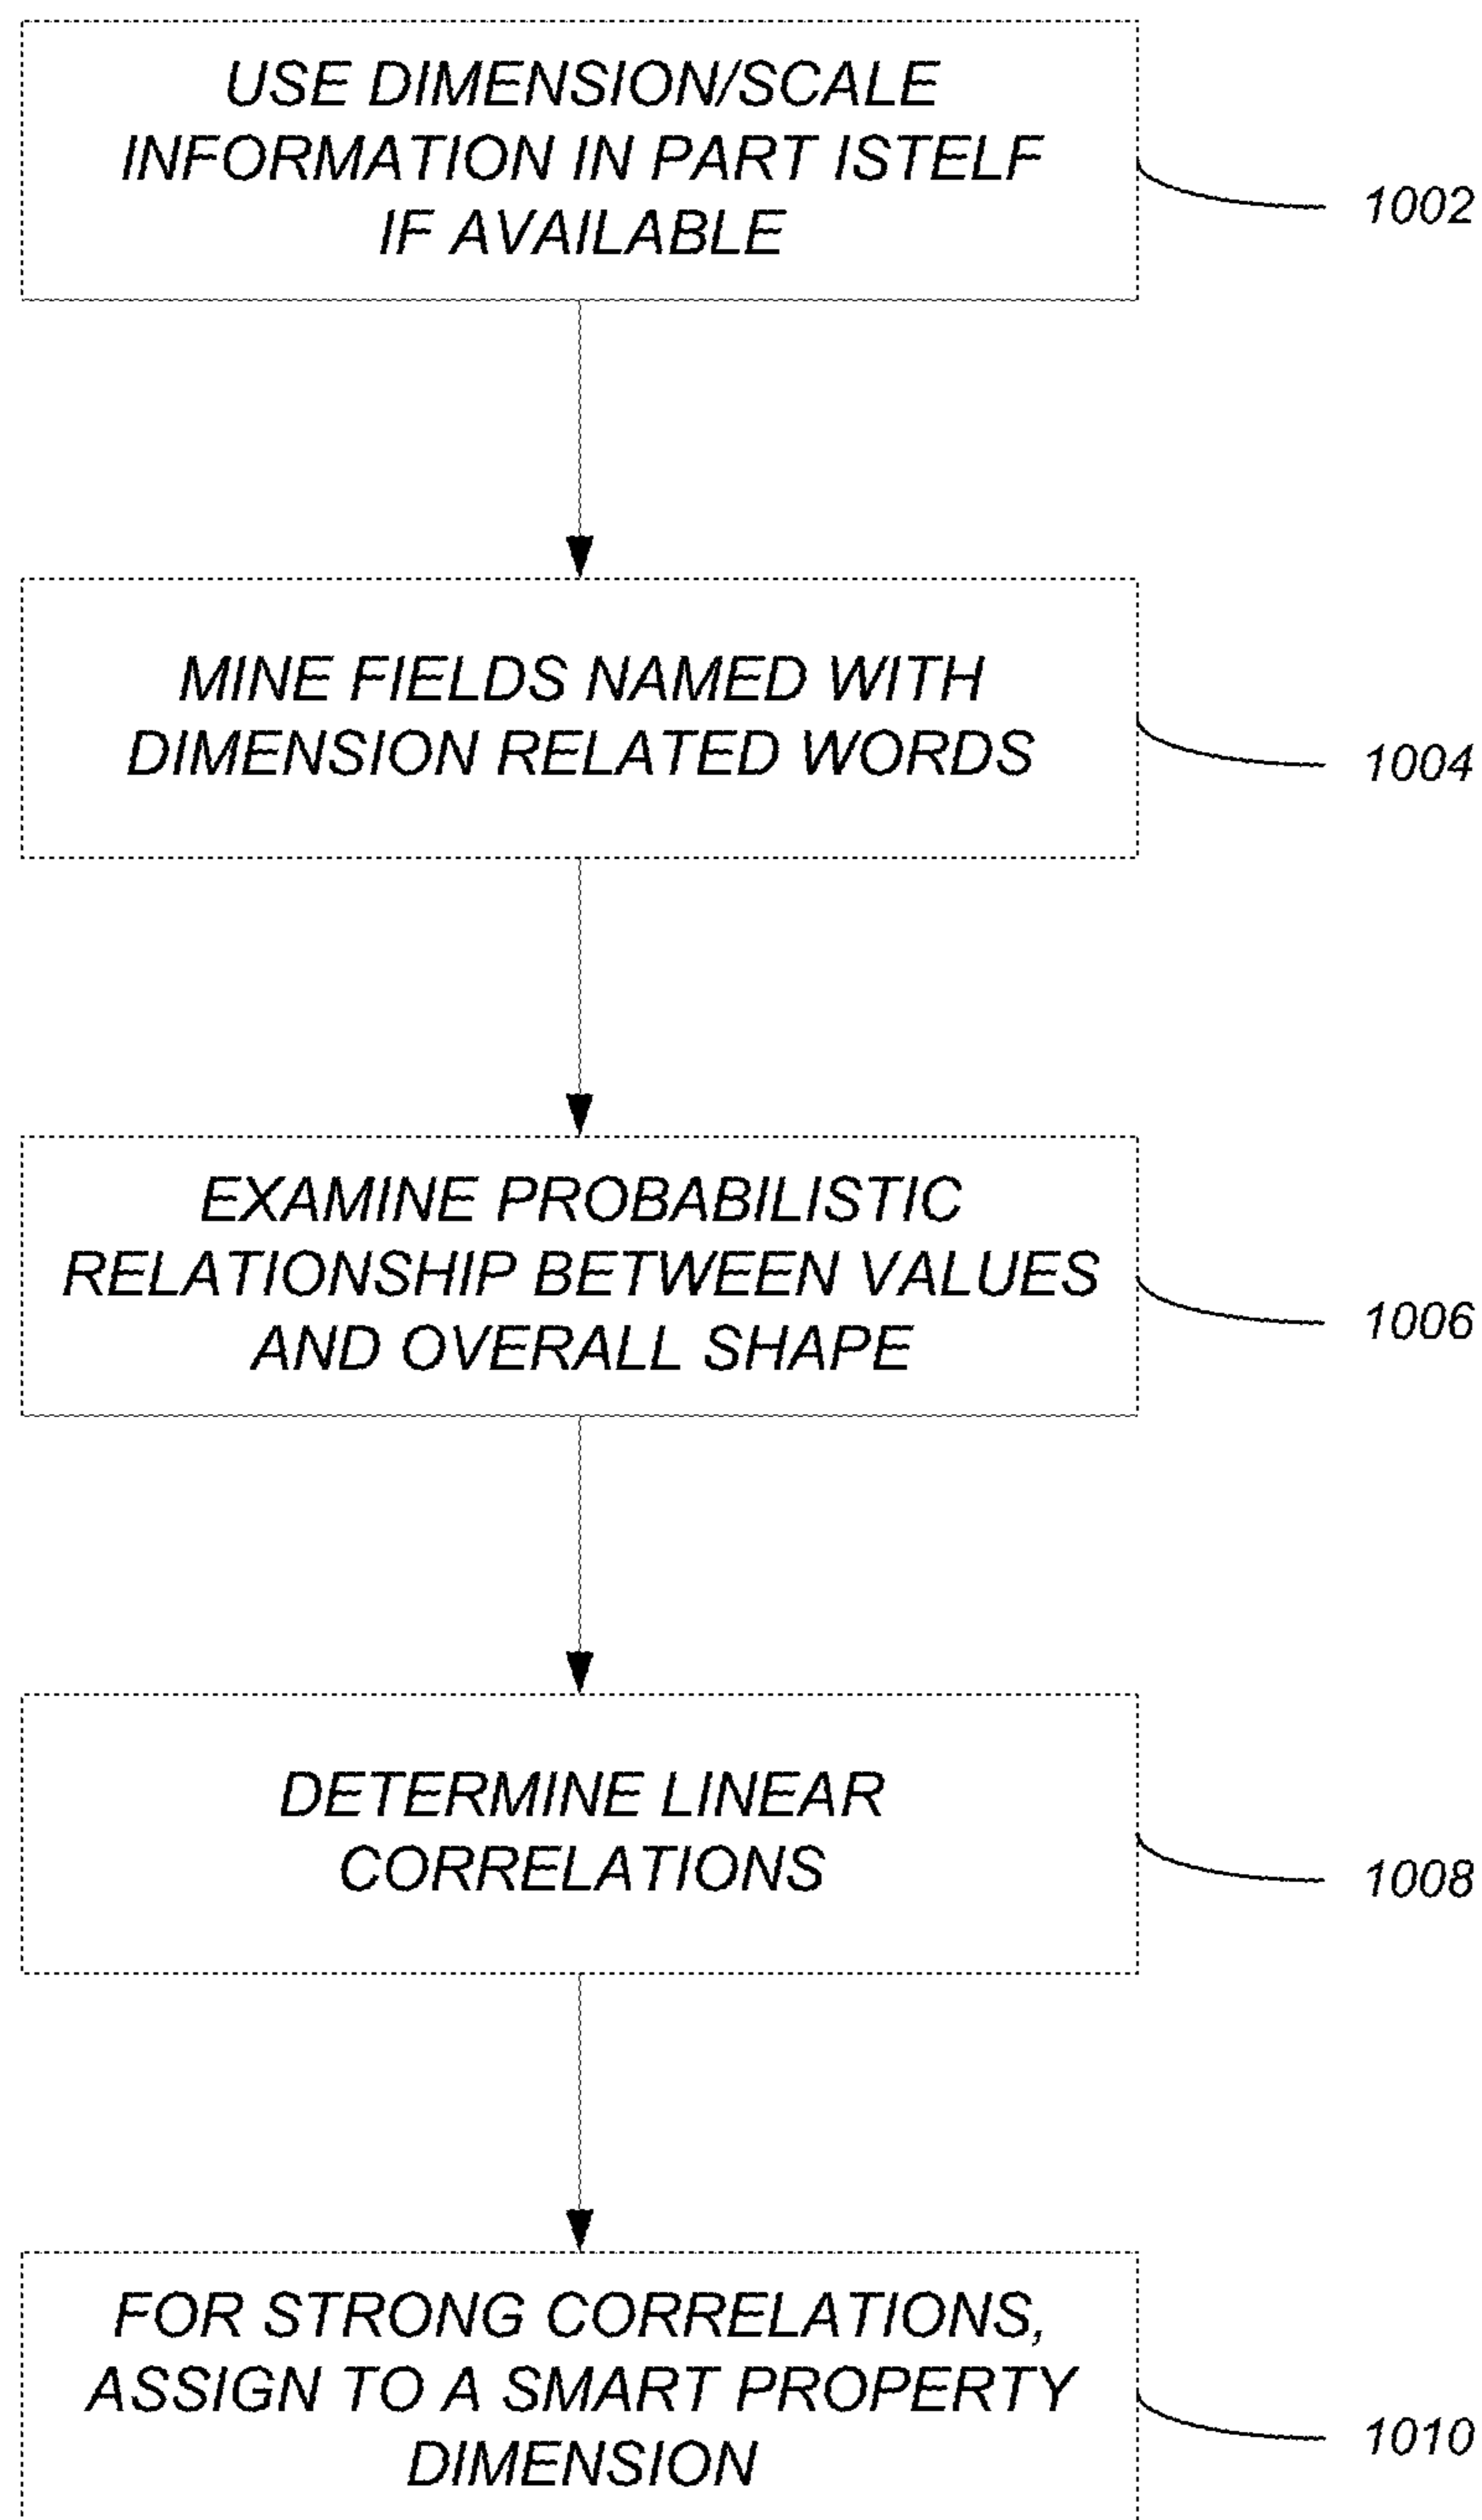 USE DIMENSION/SCALE
INFORMATION IN PART ISTELF
IF AVAILABLE
1002
MINE FIELDS NAMED WITH
DIMENSION RELATED WORDS
1004
EXAMINE PROBABILISTIC
RELATIONSHIP BETWEEN VALUES
AND OVERALL SHAPE
1006
DETERMINE LINEAR
CORRELATIONS
1008
FOR STRONG CORRELATIONS,
ASSIGN TO A SMART PROPERTY
DIMENSION
1010